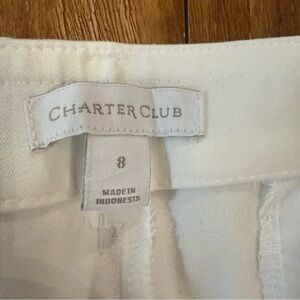 CHARTER CLUB
8
MADE IN
INDONESIA